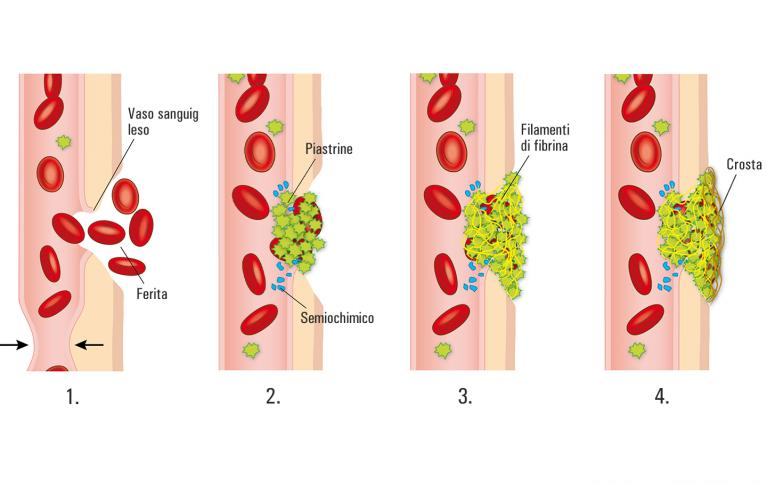 Vaso sanguig
leso
Ferita
1.
Piastrine
Semiochimico
2.
Filamenti
di fibrina
3.
Crosta
4.